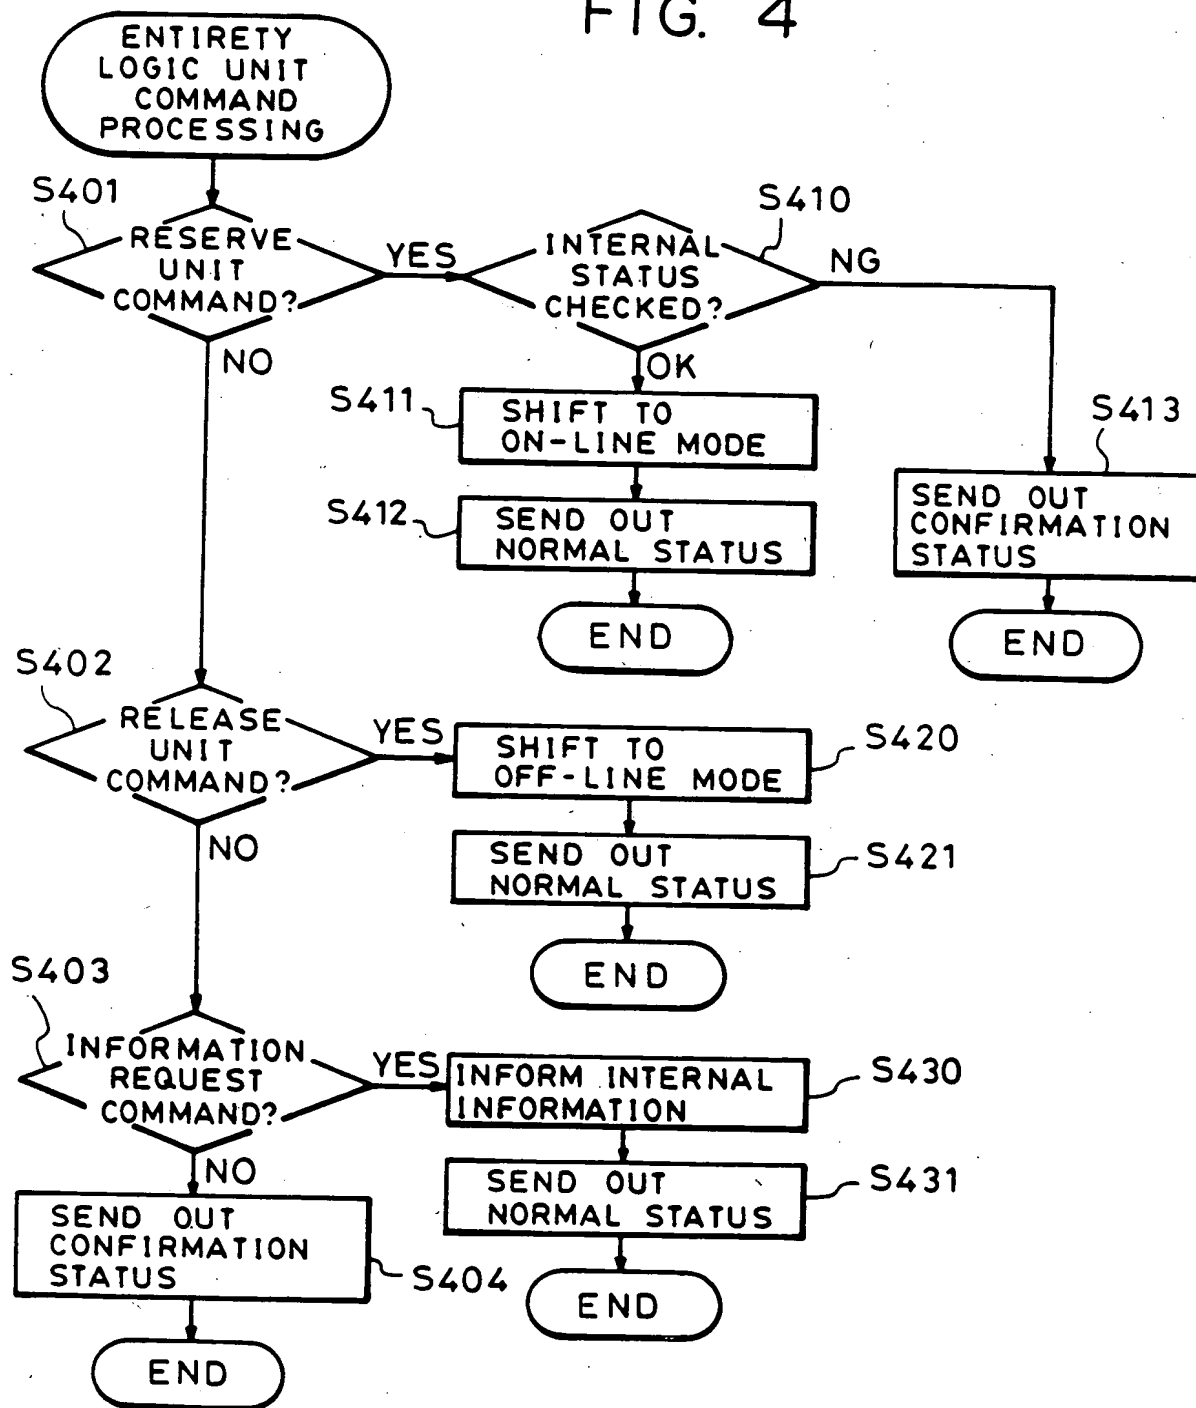 FIG. 4
ENTIRETY
LOGIC UNIT
COMMAND
PROCESSING
S401
RESERVE
UNIT
COMMAND?
YES
NO
S410
INTERNAL
STATUS
CHECKED?
NG
OK
S411
SHIFT TO
ON-LINE MODE
S412
SEND OUT
NORMAL STATUS
END
S413
SEND OUT
CONFIRMATION
STATUS
END
S402
RELEASE
UNIT
COMMAND?
YES
NO
SHIFT TO
OFF-LINE MODE
S420
SEND OUT
NORMAL STATUS
S421
END
S403
INFORMATION
REQUEST
COMMAND?
YES
NO
INFORM INTERNAL
INFORMATION
S430
SEND OUT
NORMAL STATUS
S431
END
SEND OUT
CONFIRMATION
STATUS
S404
END